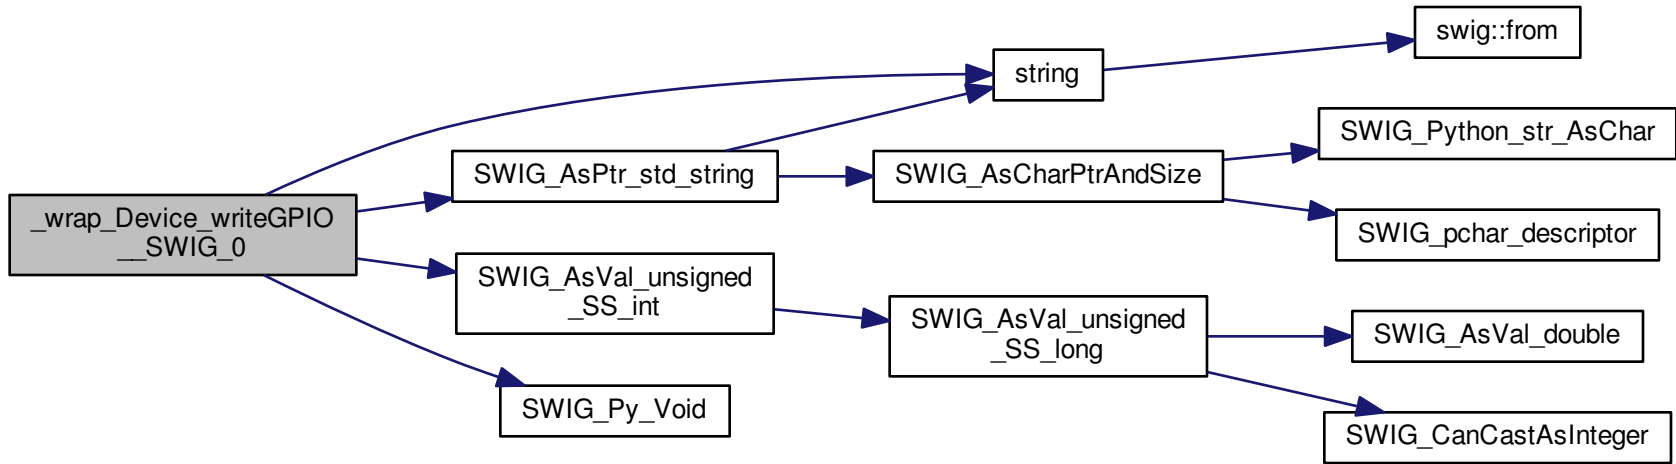 _wrap_Device_writeGPIO
__SWIG_0
string
swig::from
SWIG_AsPtr_std_string
SWIG_AsCharPtrAndSize
SWIG_Python_str_AsChar
SWIG_pchar_descriptor
SWIG_AsVal_unsigned
_SS_int
SWIG_AsVal_unsigned
_SS_long
SWIG_AsVal_double
SWIG_CanCastAsInteger
SWIG_Py_Void